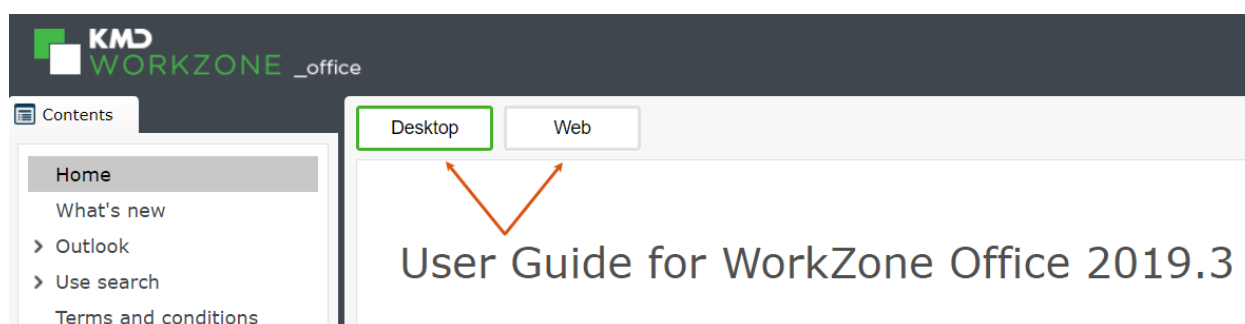 KMD
WORKZONE _office
Contents
Desktop Web
Home
What's new
Outlook
Use search
Terms and conditions
User Guide for WorkZone Office 2019.3